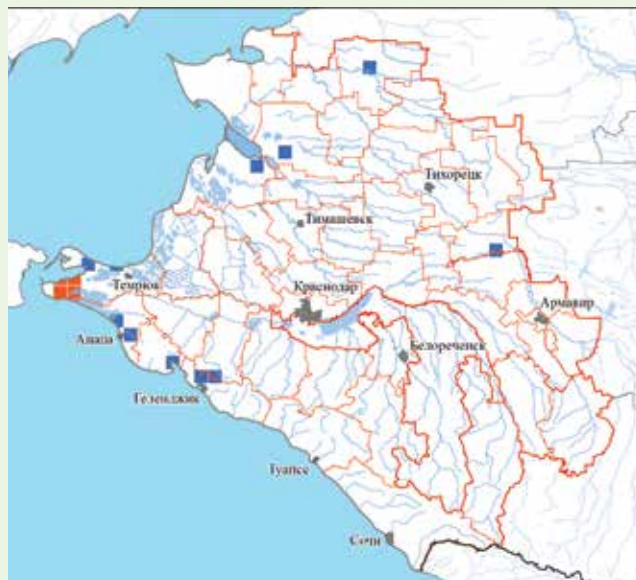 Тихорецк
Тимашевск
Темрюк
Краснодар
Армавир
Анапа
Белореченск
Геленджик
Туапсе
Сочи